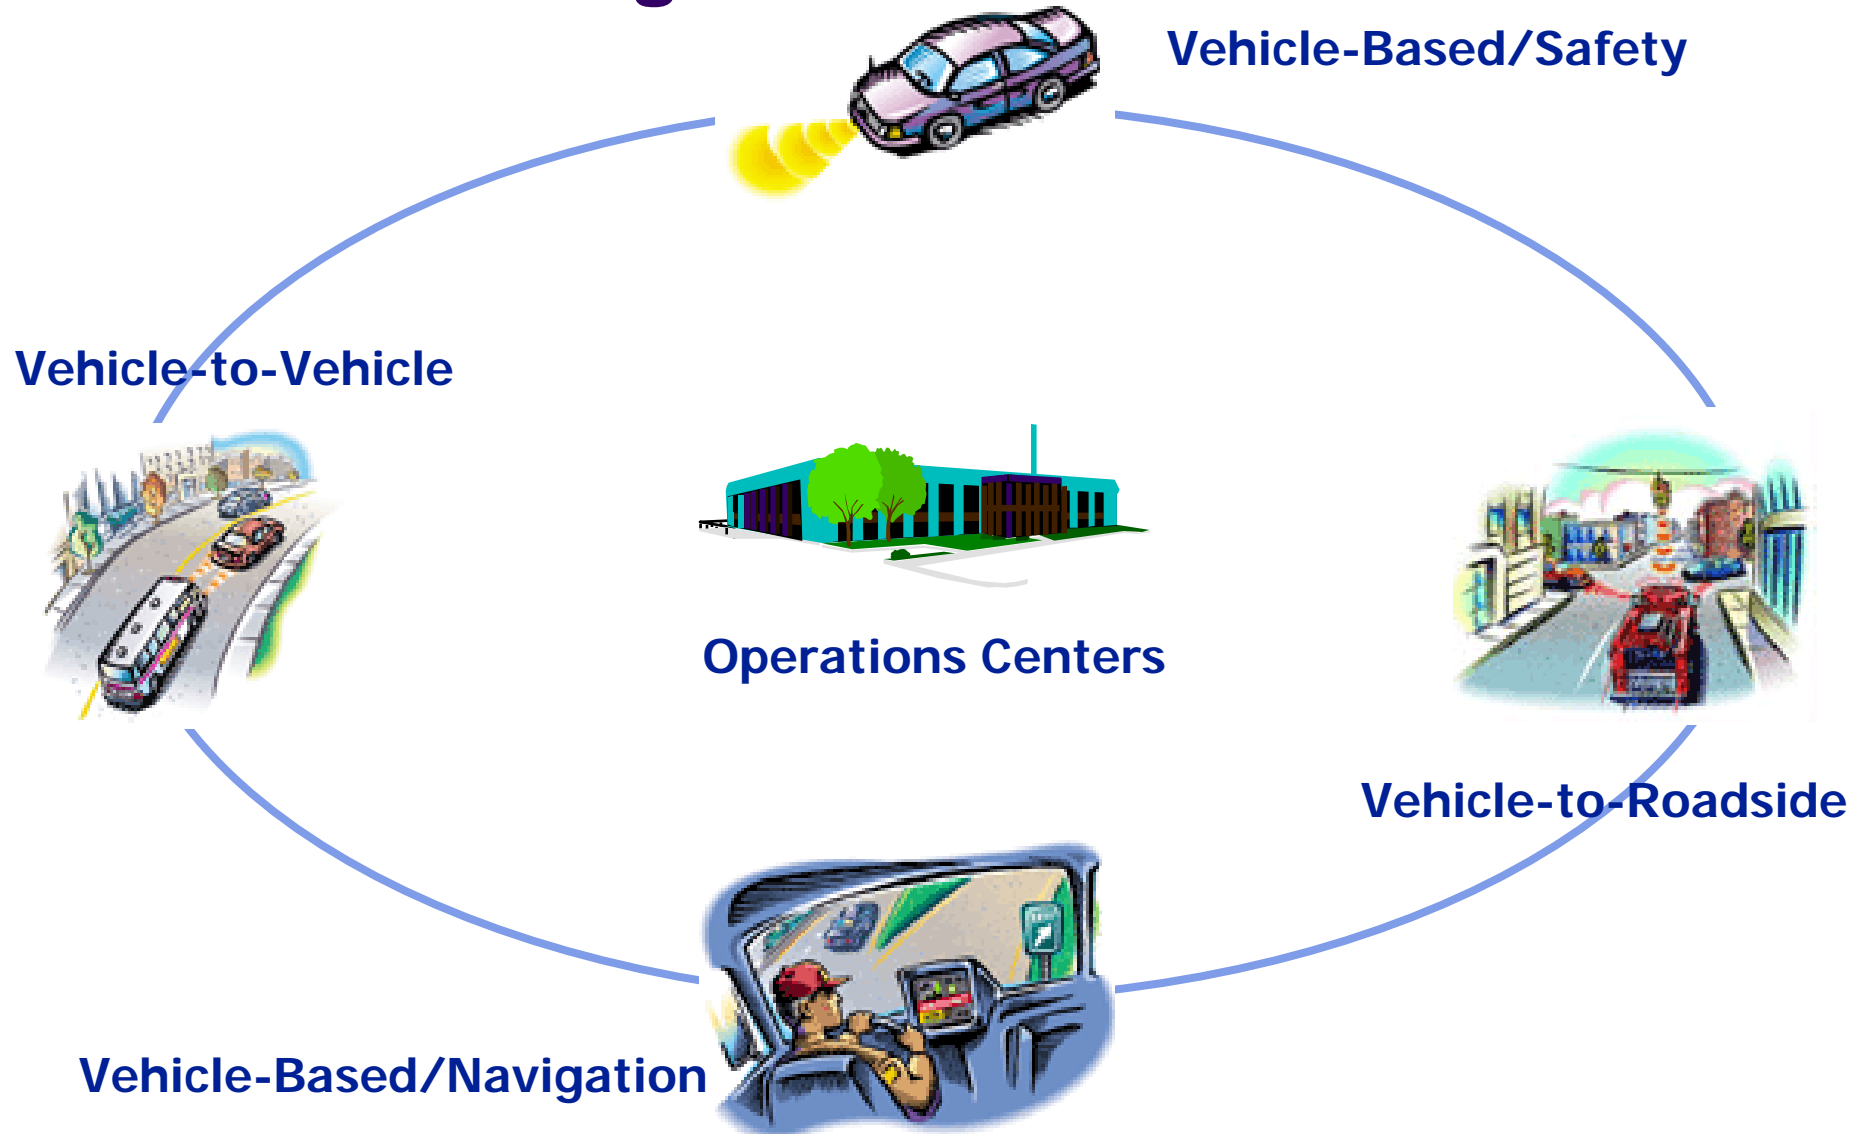 Vehicle-Based/Safety
Vehicle-to-Vehicle
Operations Centers
Vehicle-to-Roadside
Vehicle-Based/Navigation